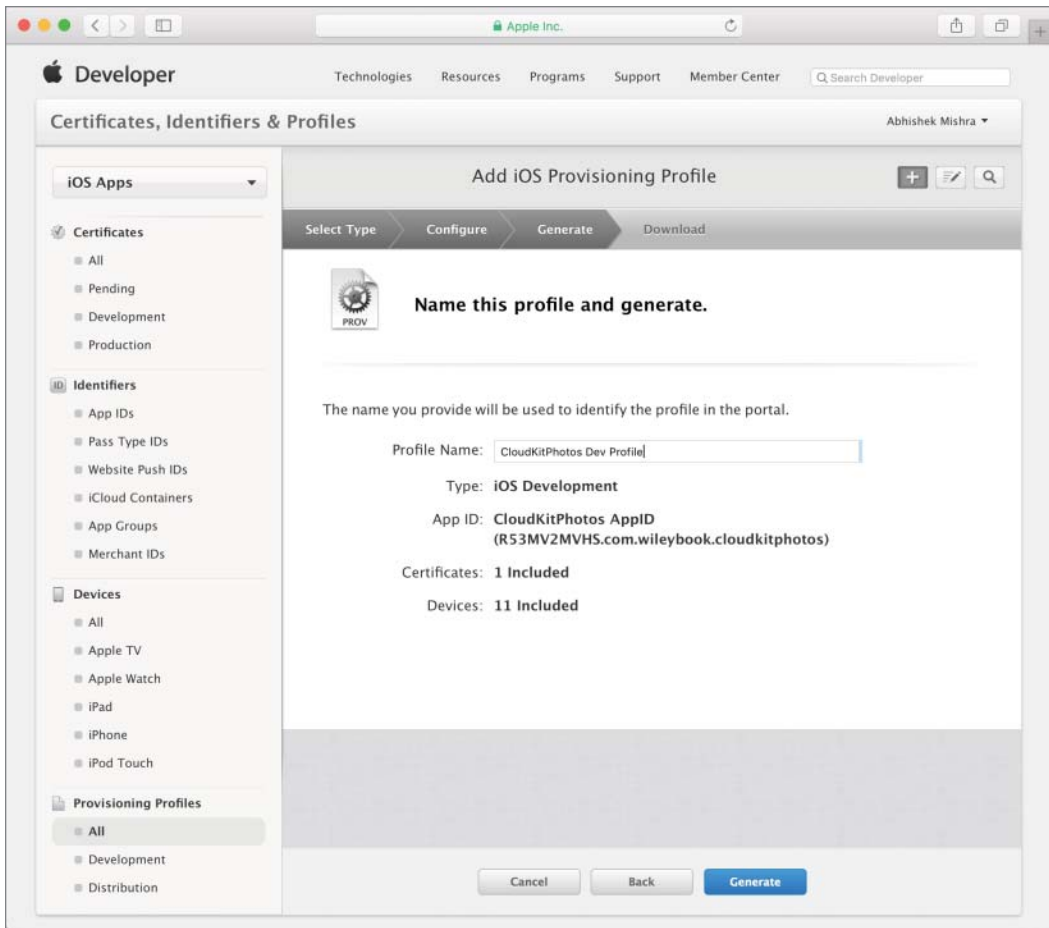 Apple Inc.
Developer
Technologies Resources Programs Support Member Center Search Developer
Certificates, Identifiers & Profiles
Abhishek Mishra
iOS Apps
Certificates
All
Pending
Development
Production
ID Identifiers
App IDs
Pass Type IDs
Website Push IDs
iCloud Containers
App Groups
Merchant IDs
Devices
All
Apple TV
Apple Watch
iPad
iPhone
iPod Touch
Provisioning Profiles
All
Development
Distribution
Add iOS Provisioning Profile
Select Type Configure Generate Download
PROV
Name this profile and generate.
The name you provide will be used to identify the profile in the portal.
Profile Name: CloudKitPhotos Dev Profile
Type: iOS Development
App ID: CloudKitPhotos AppID
(R53MV2MVHS.com.wileybook.cloudkitphotos)
Certificates: 1 Included
Devices: 11 Included
Cancel Back Generate